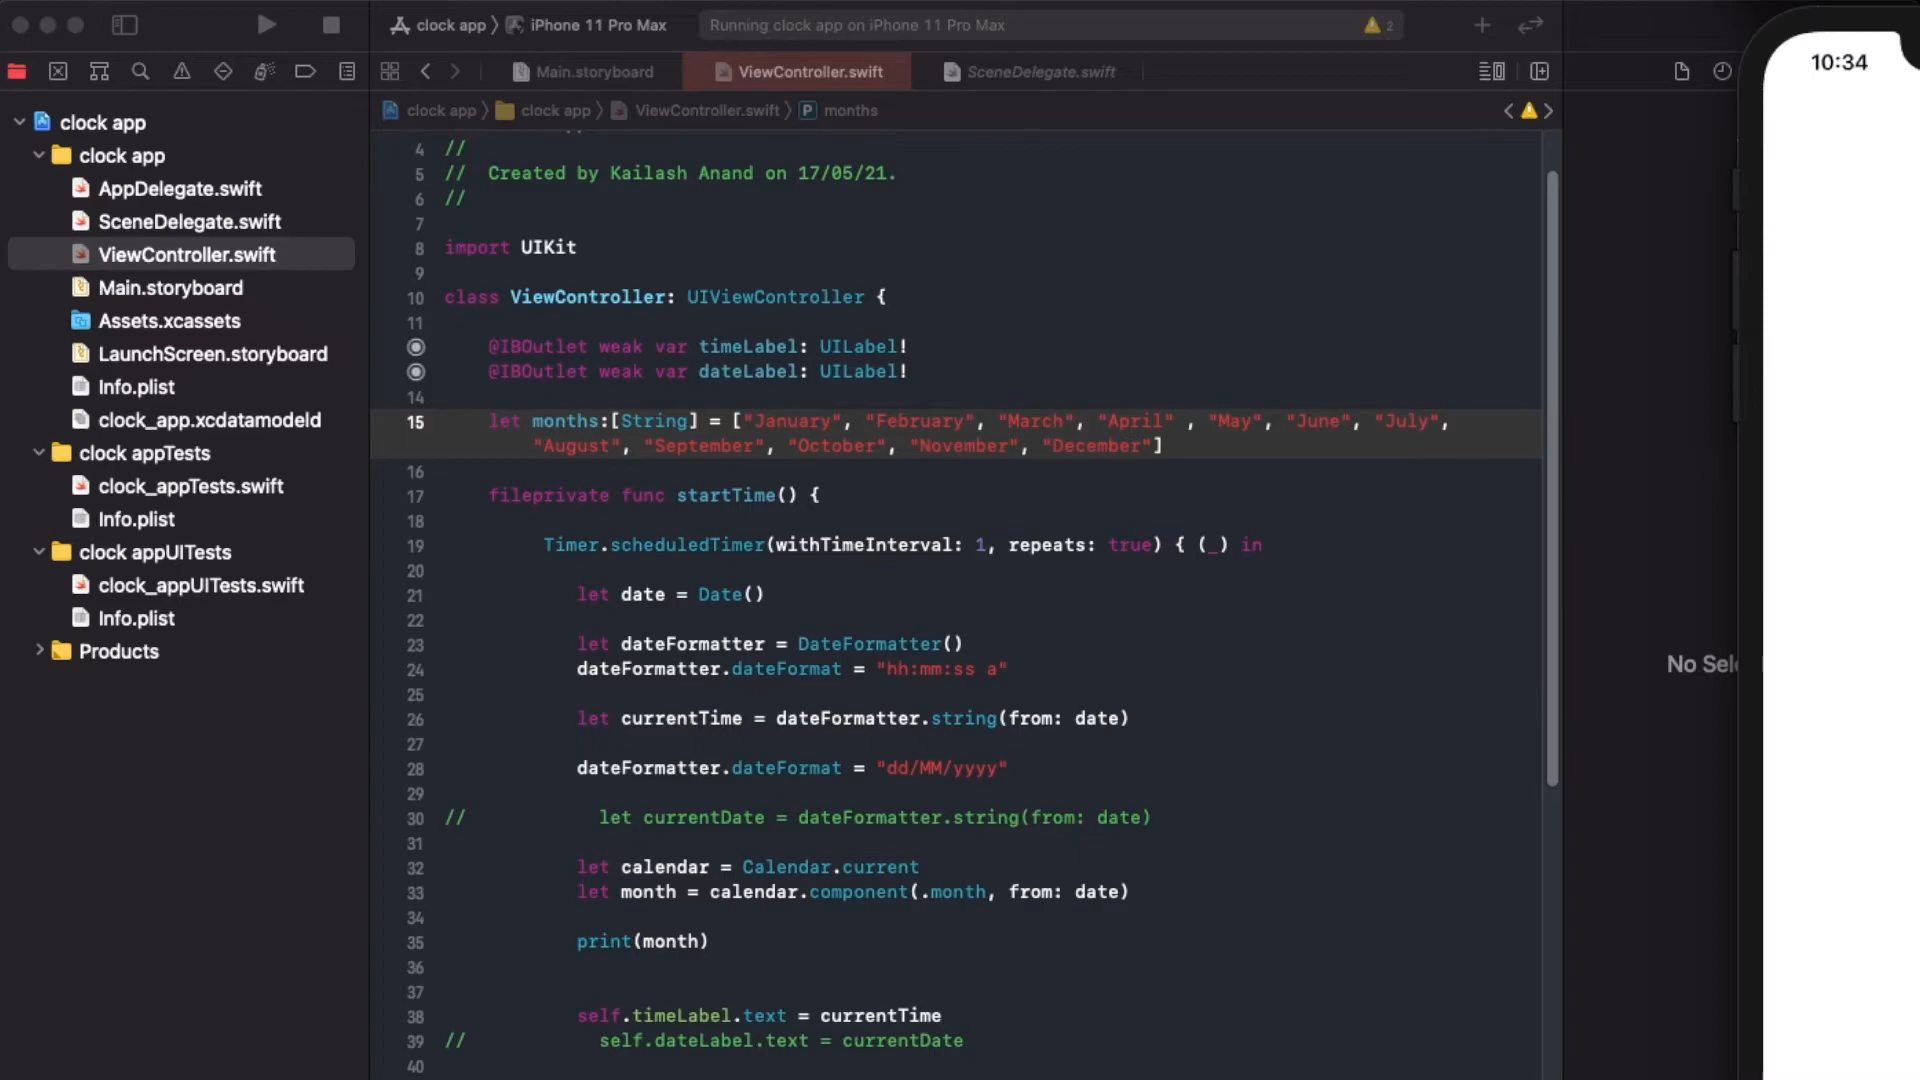 clock app
iPhone 11 Pro Max
Running clock app on iPhone 11 Pro Max
2
Main.storyboard
ViewController.swift
SceneDelegate.swift
clock app
clock app
ViewController.swift
P
months
10:34
clock app
clock app
AppDelegate.swift
SceneDelegate.swift
ViewController.swift
Main.storyboard
Assets.xcassets
LaunchScreen.storyboard
Info.plist
clock_app.xcdatamodeld
clock appTests
clock_appTests.swift
Info.plist
clock appUITests
clock_appUITests.swift
Info.plist
Products
4 //
5 //  Created by Kailash Anand on 17/05/21.
6 //
7
8 import UIKit
9
10 class ViewController: UIViewController {
11
@IBOutlet weak var timeLabel: UILabel!
@IBOutlet weak var dateLabel: UILabel!
14
15 let months:[String] = ["January", "February", "March", "April" , "May", "June", "July",
"August", "September", "October", "November", "December"]
16
17 fileprivate func startTime() {
18
19 Timer.scheduledTimer(withTimeInterval: 1, repeats: true) { (_) in
20
21 let date = Date()
22
23 let dateFormatter = DateFormatter()
24 dateFormatter.dateFormat = "hh:mm:ss a"
25
26 let currentTime = dateFormatter.string(from: date)
27
28 dateFormatter.dateFormat = "dd/MM/yyyy"
29
30 // let currentDate = dateFormatter.string(from: date)
31
32 let calendar = Calendar.current
33 let month = calendar.component(.month, from: date)
34
35 print(month)
36
37
38 self.timeLabel.text = currentTime
39 // self.dateLabel.text = currentDate
40
No Sel